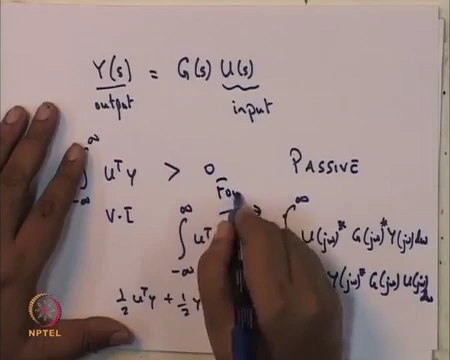 Y(s) = G(s) U(s)
output input
∫ uᵀy > 0 PASSIVE
-∞
V·I
Fou
∫ uᵀ
-∞
∞
U(jω)* G(jω)* Y(jω)dω
Y(jω)* G(jω) U(jω)dω
½ uᵀy + ½ y
NPTEL